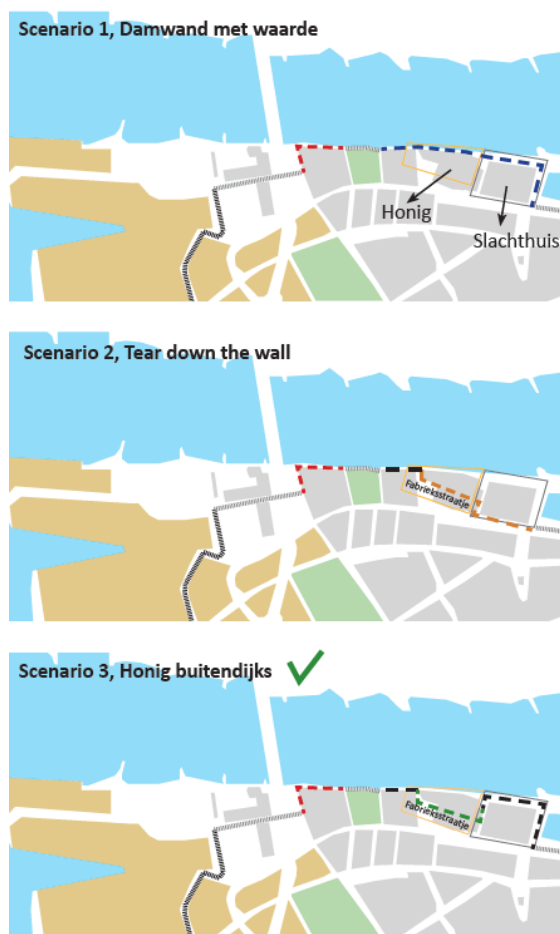 Scenario 1, Damwand met waarde
Honig
Slachthuis
Scenario 2, Tear down the wall
Fabrieksstraatje
Scenario 3, Honig buitendijks
Fabrieksstraatje